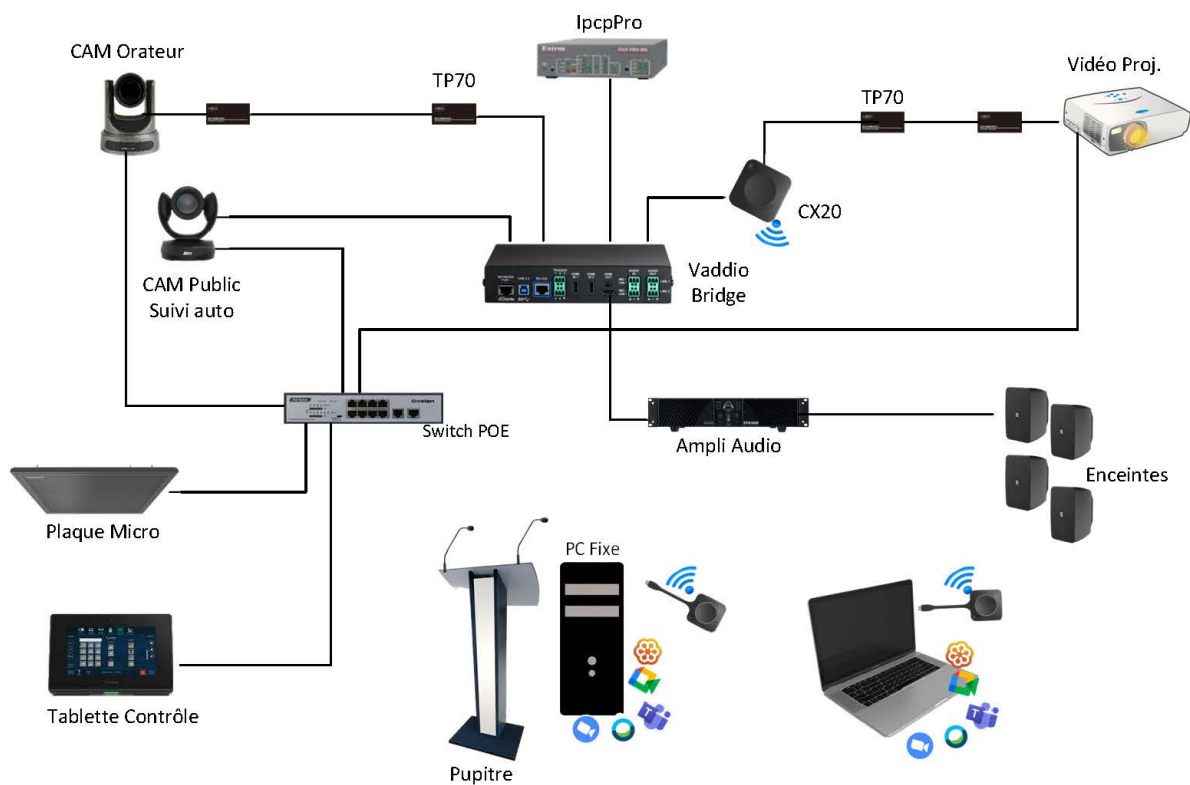 IpcpPro
CAM Orateur
Vidéo Proj.
TP70
TP70
Extron
CX20
CAM Public
Suivi auto
Vaddio
Bridge
Switch POE
Ampli Audio
Enceintes
Plaque Micro
PC Fixe
Tablette Contrôle
Pupitre